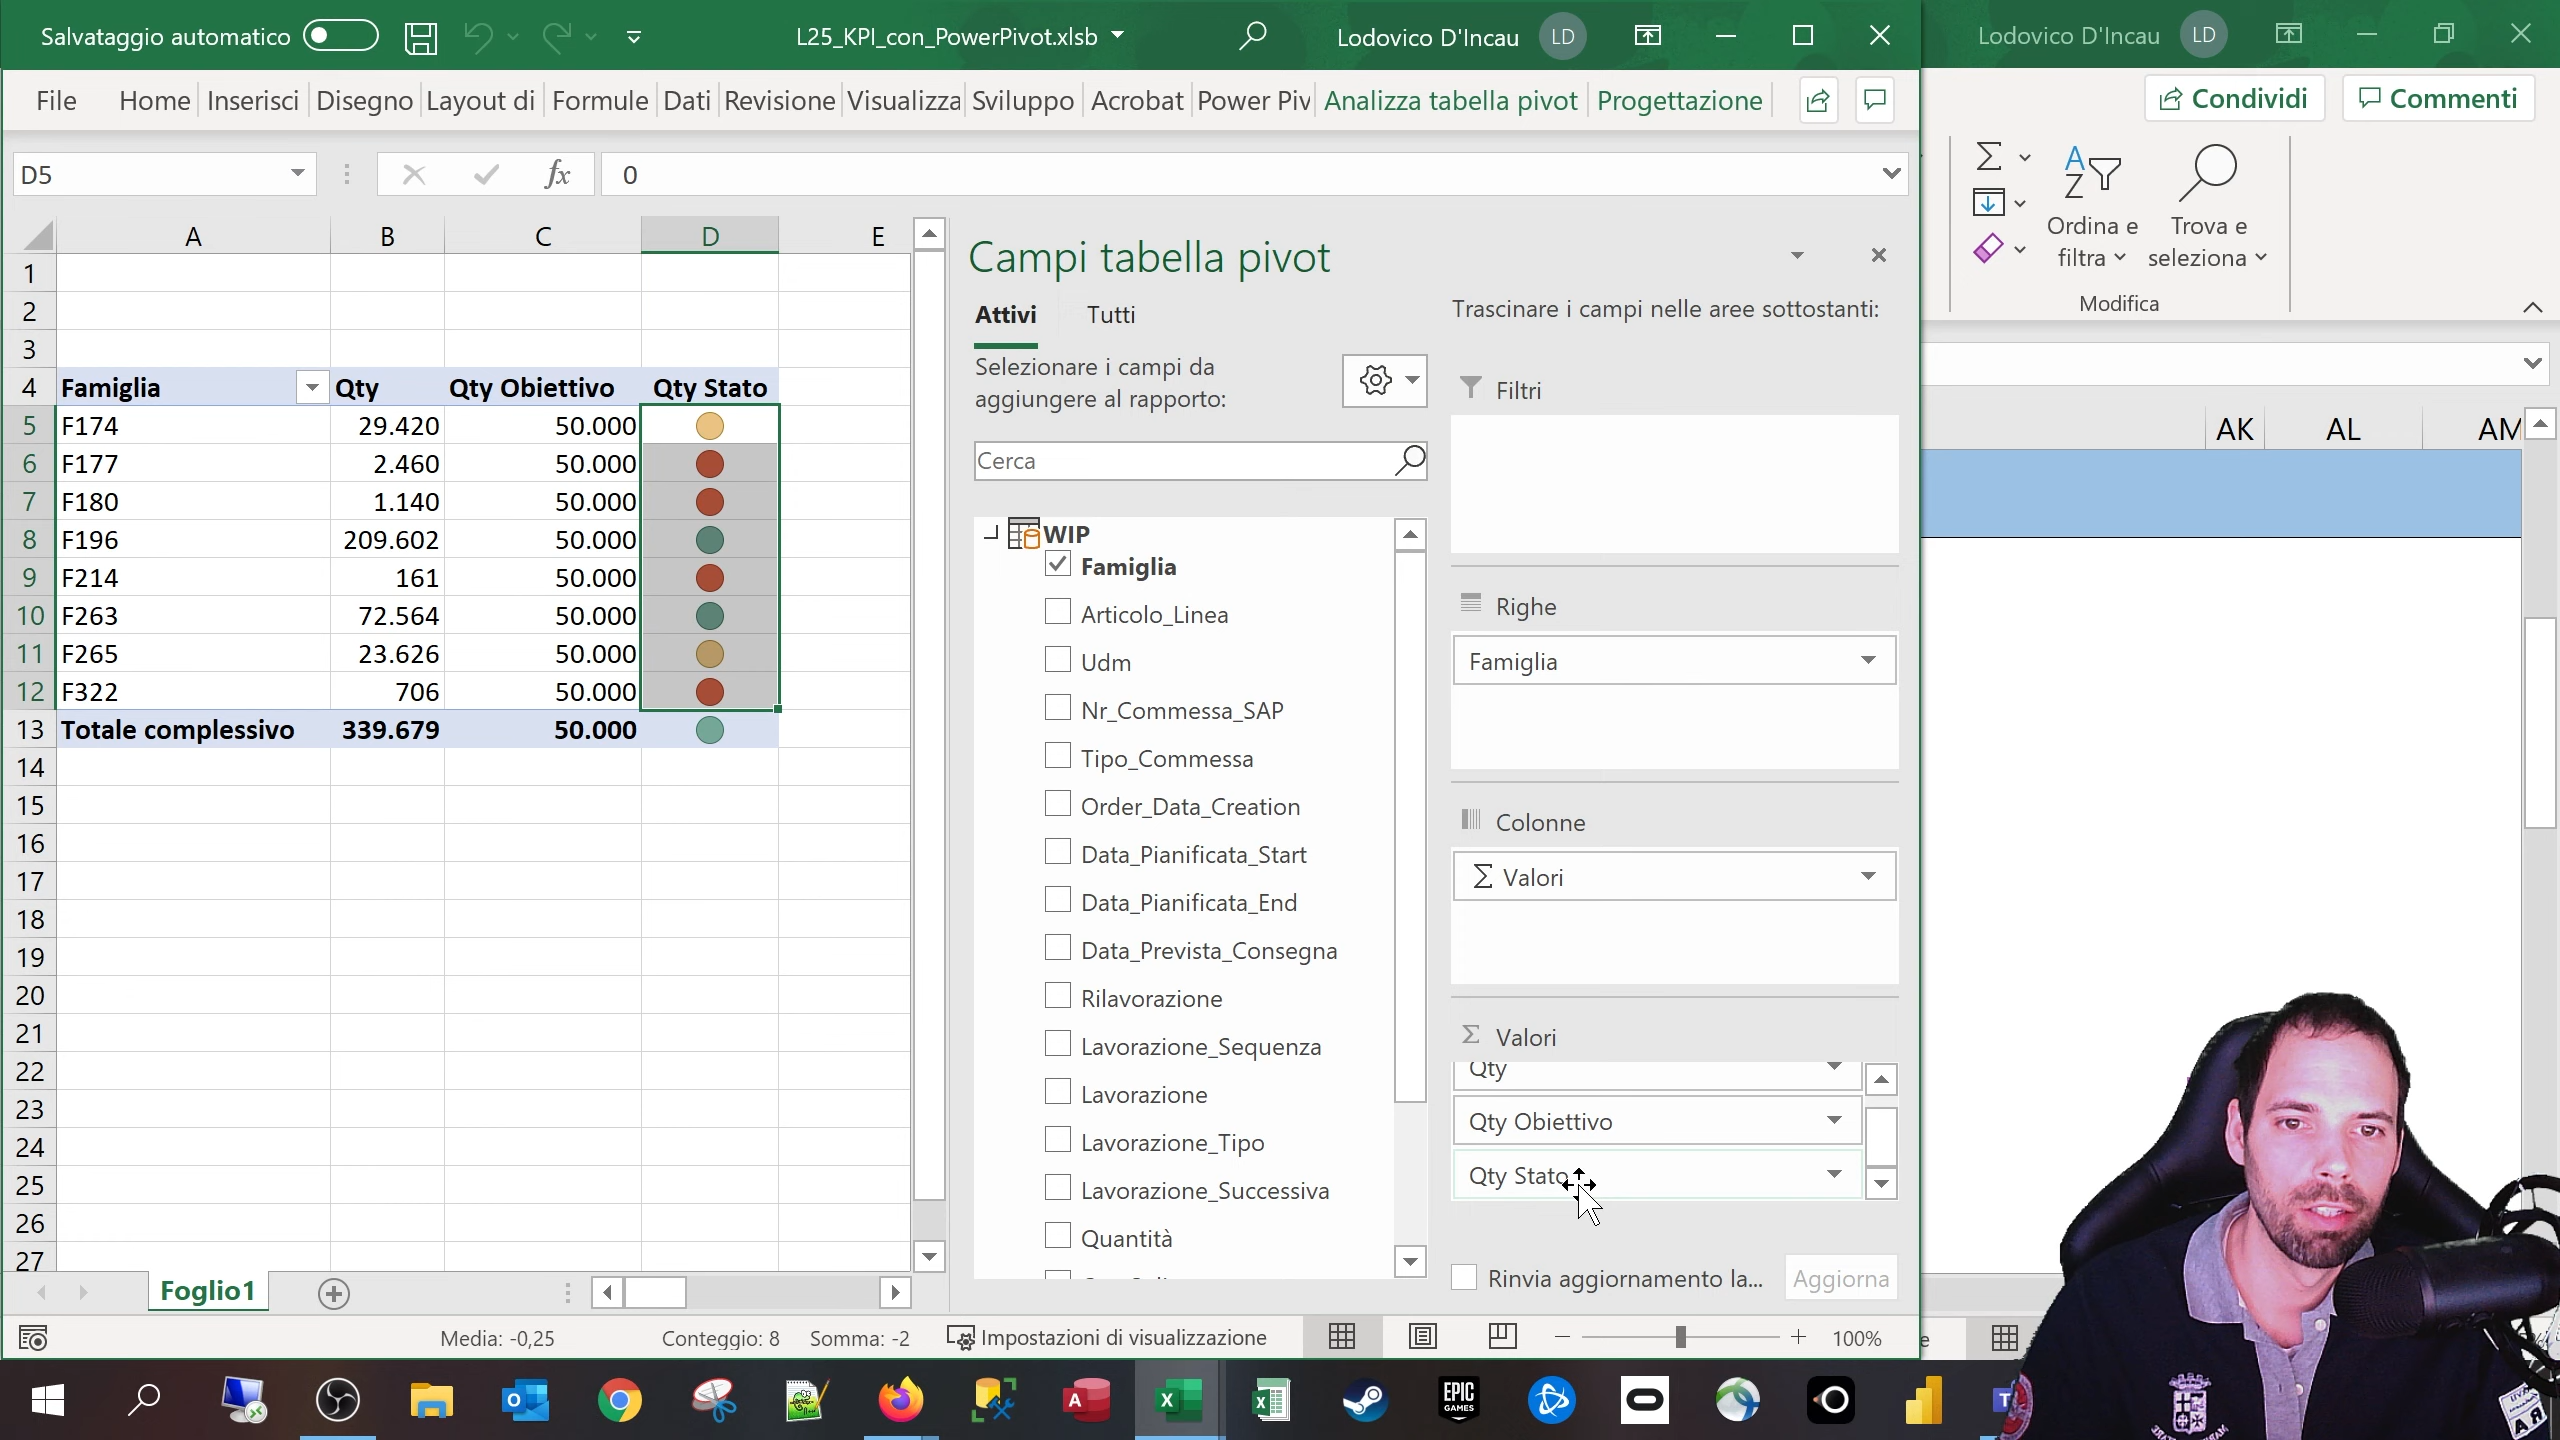 Salvataggio automatico
L25_KPI_con_PowerPivot.xlsb
Lodovico D'Incau
LD
Lodovico D'Incau
LD
File
Home
Inserisci
Disegno
Layout di
Formule
Dati
Revisione
Visualizza
Sviluppo
Acrobat
Power Piv
Analizza tabella pivot
Progettazione
Condividi
Commenti
D5
fx
0
Ordina e
filtra
Trova e
seleziona
Modifica
A B C D E
AK AL AM
1
2
3
4 Famiglia Qty Qty Obiettivo Qty Stato
5 F174 29.420 50.000
6 F177 2.460 50.000
7 F180 1.140 50.000
8 F196 209.602 50.000
9 F214 161 50.000
10 F263 72.564 50.000
11 F265 23.626 50.000
12 F322 706 50.000
13 Totale complessivo 339.679 50.000
14
15
16
17
18
19
20
21
22
23
24
25
26
27
Campi tabella pivot
Attivi
Tutti
Selezionare i campi da
aggiungere al rapporto:
Cerca
WIP
Famiglia
Articolo_Linea
Udm
Nr_Commessa_SAP
Tipo_Commessa
Order_Data_Creation
Data_Pianificata_Start
Data_Pianificata_End
Data_Prevista_Consegna
Rilavorazione
Lavorazione_Sequenza
Lavorazione
Lavorazione_Tipo
Lavorazione_Successiva
Quantità
Trascinare i campi nelle aree sottostanti:
Filtri
Righe
Famiglia
Colonne
Σ Valori
Σ Valori
Qty
Qty Obiettivo
Qty Stato
Rinvia aggiornamento la...
Aggiorna
Foglio1
Media: -0,25
Conteggio: 8
Somma: -2
Impostazioni di visualizzazione
100%
EPIC
GAMES